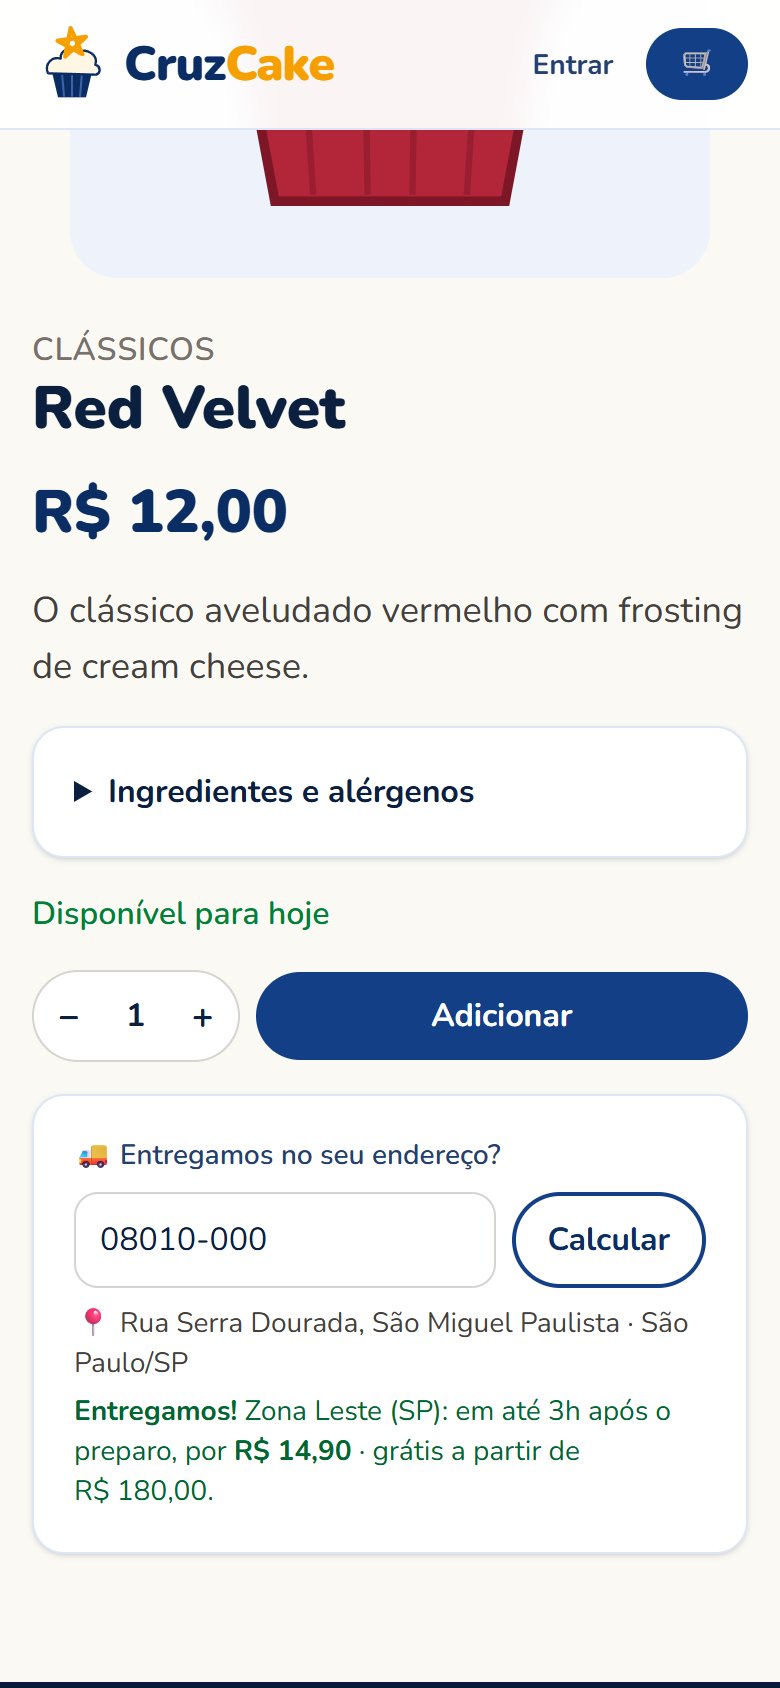 CruzCake
Entrar
CLÁSSICOS
Red Velvet
R$ 12,00
O clássico aveludado vermelho com frosting
de cream cheese.
Ingredientes e alérgenos
Disponível para hoje
− 1 +
Adicionar
Entregamos no seu endereço?
08010-000
Calcular
Rua Serra Dourada, São Miguel Paulista · São
Paulo/SP
Entregamos! Zona Leste (SP): em até 3h após o
preparo, por R$ 14,90 · grátis a partir de
R$ 180,00.